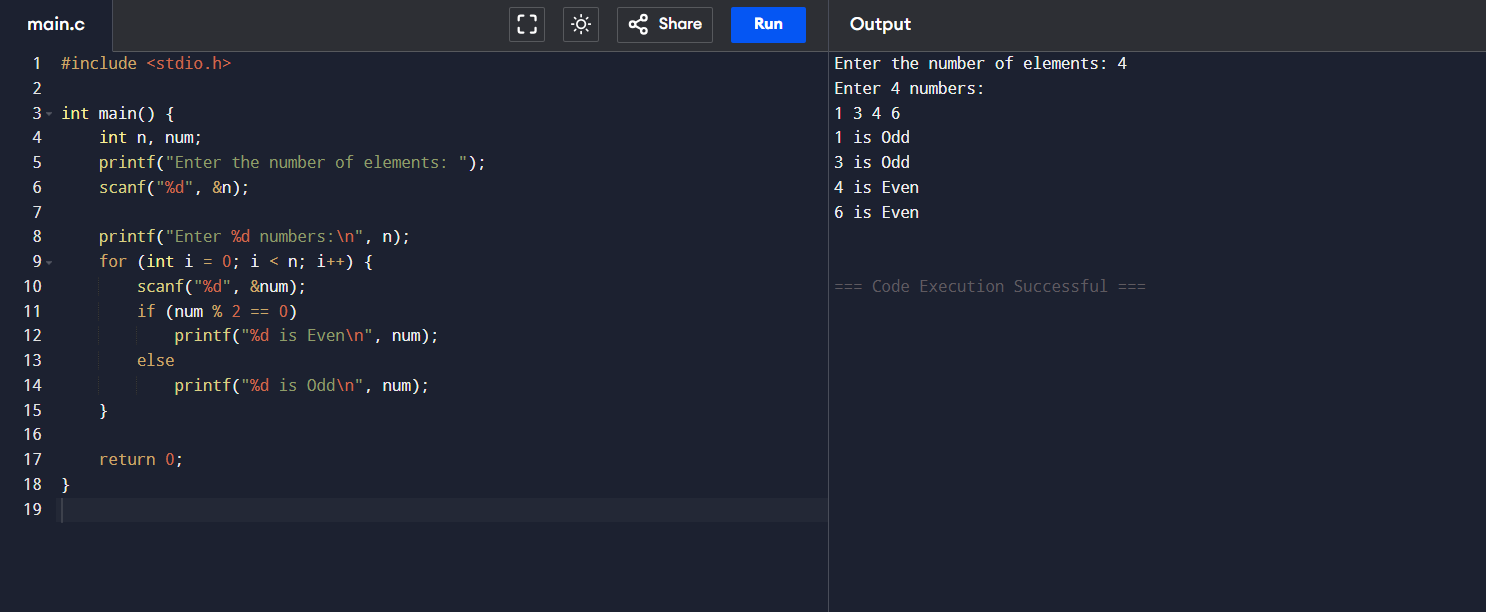 main.c
Share
Run
Output
1 #include <stdio.h>
2
3 int main() {
4     int n, num;
5     printf("Enter the number of elements: ");
6     scanf("%d", &n);
7
8     printf("Enter %d numbers:\n", n);
9     for (int i = 0; i < n; i++) {
10         scanf("%d", &num);
11         if (num % 2 == 0)
12             printf("%d is Even\n", num);
13         else
14             printf("%d is Odd\n", num);
15     }
16
17     return 0;
18 }
19
Enter the number of elements: 4
Enter 4 numbers:
1 3 4 6
1 is Odd
3 is Odd
4 is Even
6 is Even
=== Code Execution Successful ===